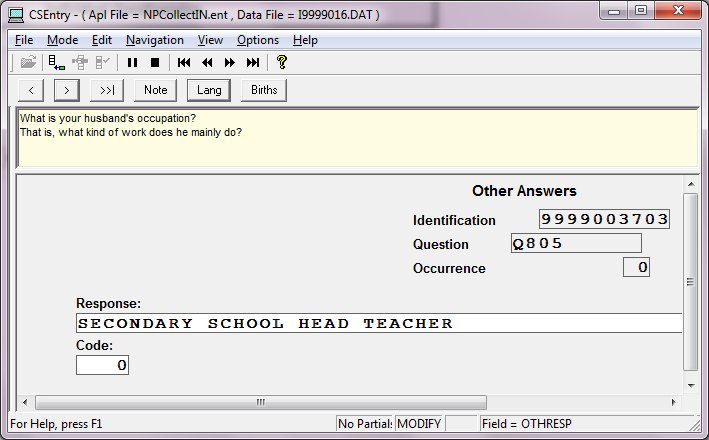 CSEntry - ( Apl File = NPCollectIN.ent , Data File = I9999016.DAT )
File Mode Edit Navigation View Options Help
< > >>| Note Lang Births
What is your husband's occupation?
That is, what kind of work does he mainly do?
Other Answers
Identification 9999003703
Question Q805
Occurrence 0
Response:
SECONDARY SCHOOL HEAD TEACHER
Code:
0
For Help, press F1 No Partials MODIFY Field = OTHRESP